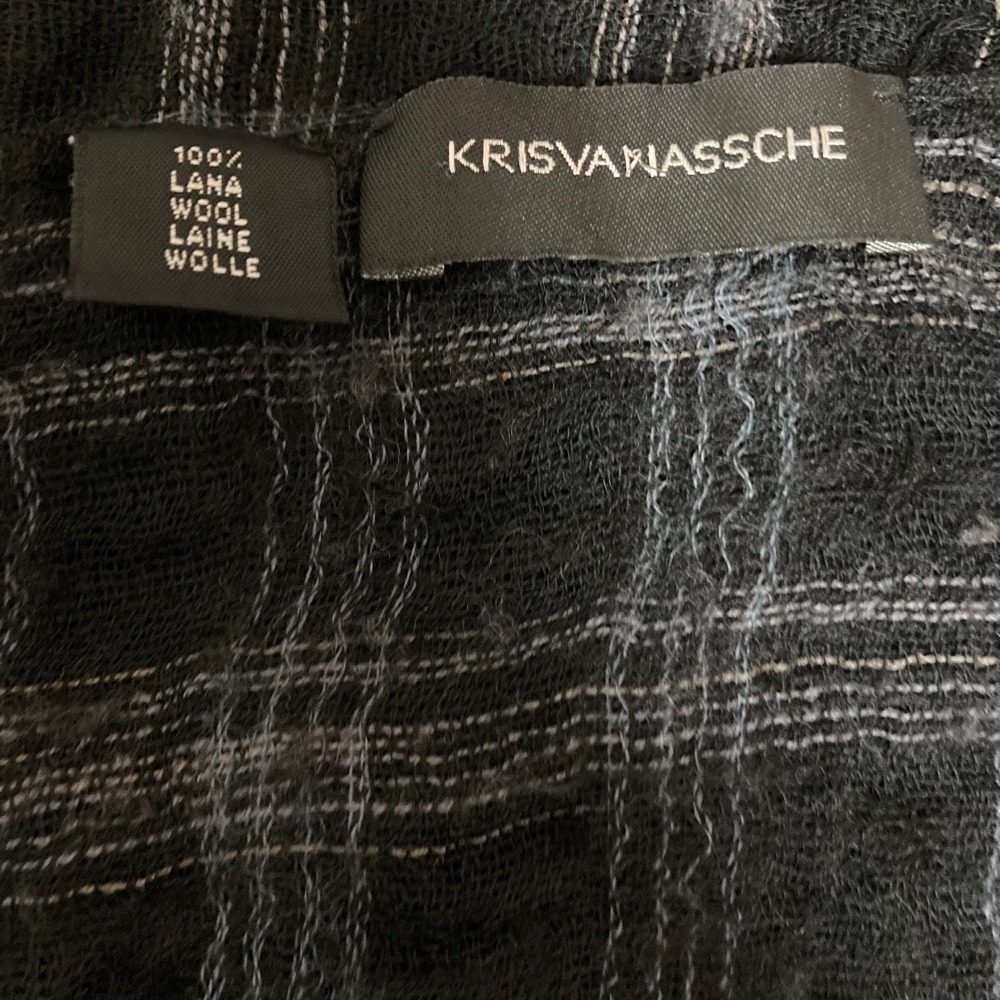 100%
LANA
WOOL
LAINE
WOLLE
KRISVANASSCHE